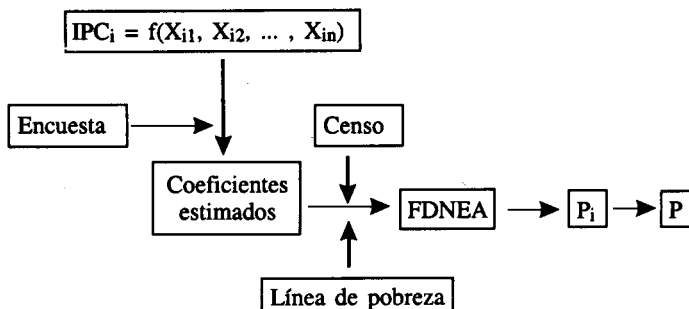 IPCi = f(Xi1, Xi2, ... , Xin)
Encuesta
Censo
Coeficientes
estimados
FDNEA
Pi
P
Línea de pobreza